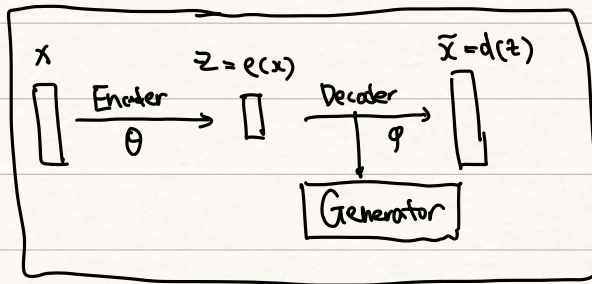 x
z = e(x)
x̃ = d(z)
Encoder
Decoder
θ
φ
Generator